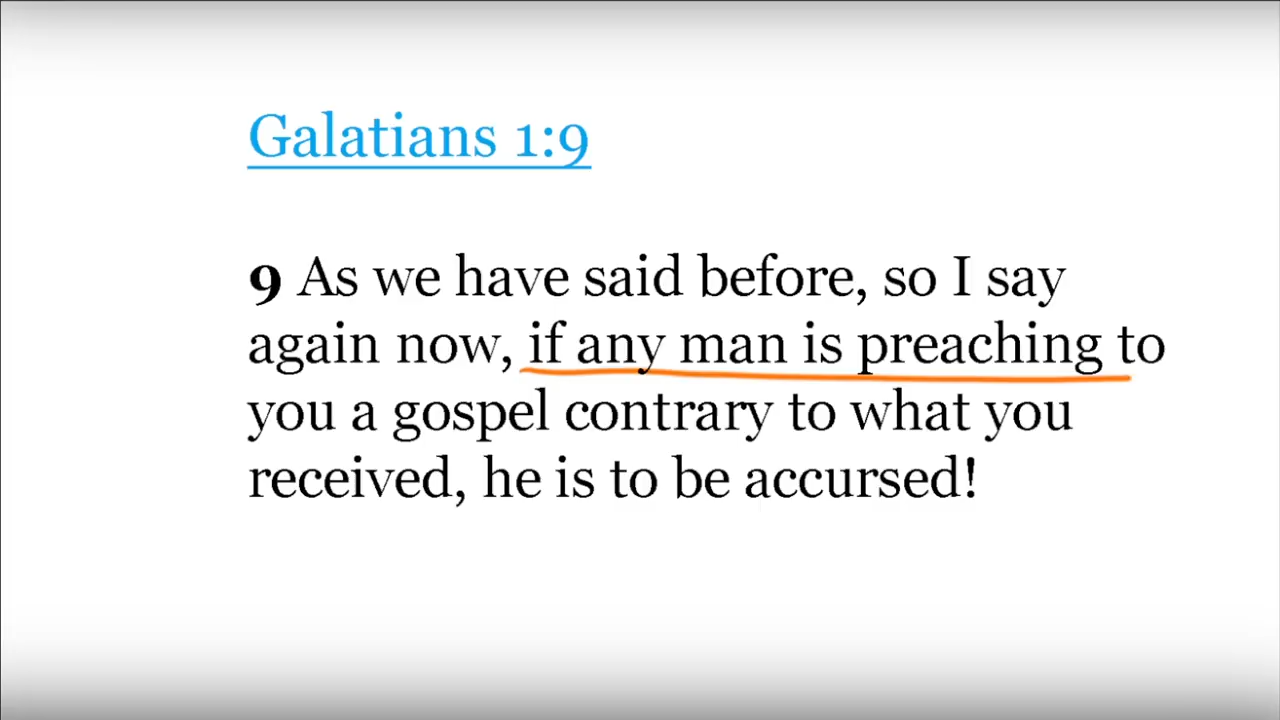 Galatians 1:9
9 As we have said before, so I say
again now, if any man is preaching to
you a gospel contrary to what you
received, he is to be accursed!